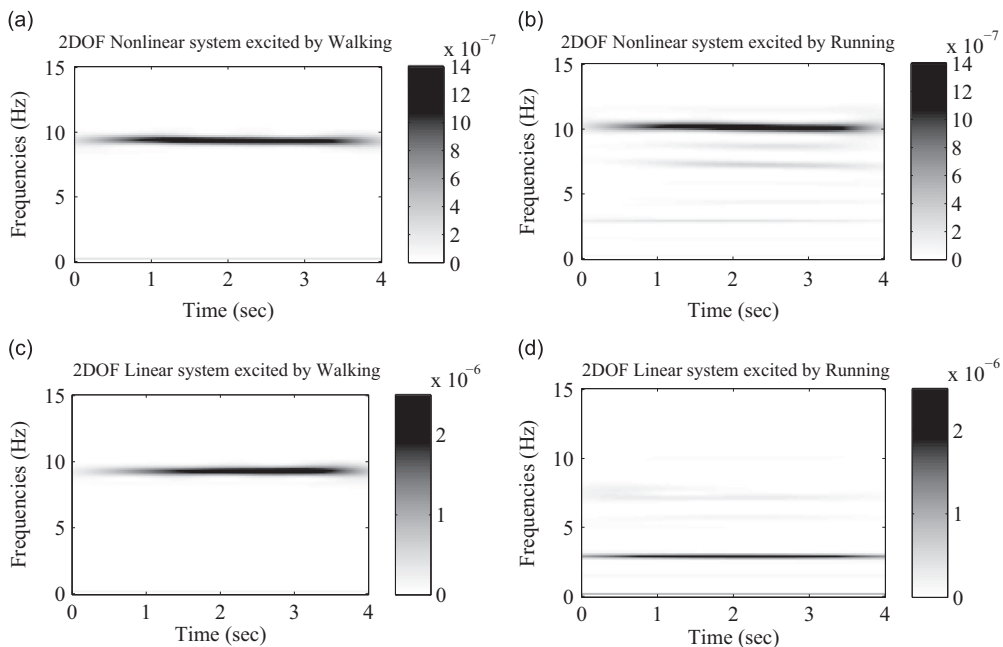 (a)
2DOF Nonlinear system excited by Walking
x 10⁻⁷
15
10
5
0
Frequencies (Hz)
0 1 2 3 4
Time (sec)
14
12
10
8
6
4
2
0
(b)
2DOF Nonlinear system excited by Running
x 10⁻⁷
15
10
5
0
Frequencies (Hz)
0 1 2 3 4
Time (sec)
14
12
10
8
6
4
2
0
(c)
2DOF Linear system excited by Walking
x 10⁻⁶
15
10
5
0
Frequencies (Hz)
0 1 2 3 4
Time (sec)
2
1
0
(d)
2DOF Linear system excited by Running
x 10⁻⁶
15
10
5
0
Frequencies (Hz)
0 1 2 3 4
Time (sec)
2
1
0